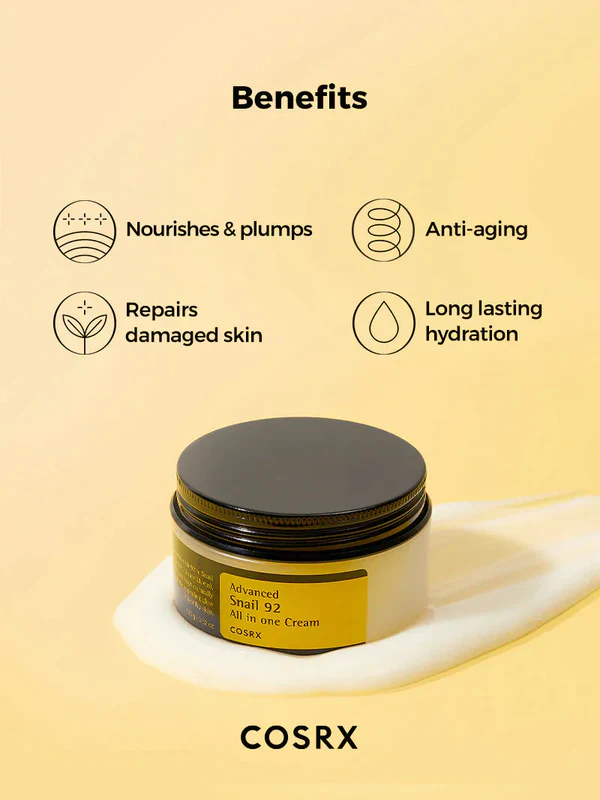 Benefits
Nourishes & plumps
Anti-aging
Repairs
damaged skin
Long lasting
hydration
Advanced
Snail 92
All in one Cream
COSRX
COSRX